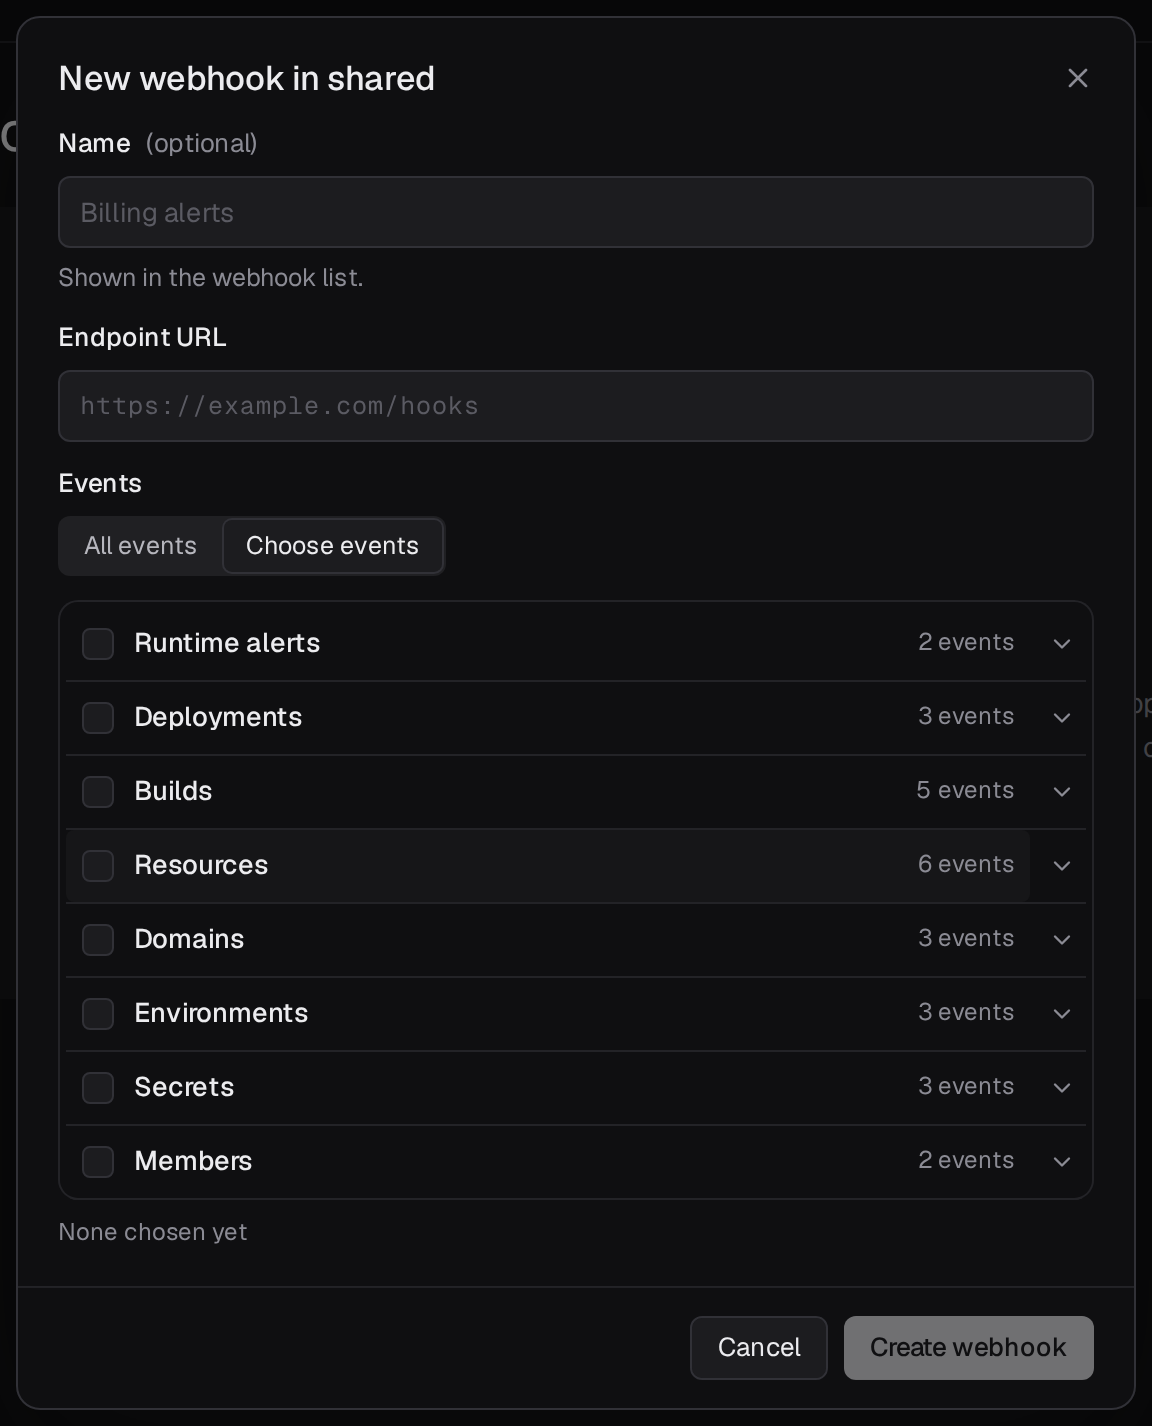 New webhook in shared
Name (optional)
Billing alerts
Shown in the webhook list.
Endpoint URL
https://example.com/hooks
Events
All events Choose events
Runtime alerts 2 events
Deployments 3 events
Builds 5 events
Resources 6 events
Domains 3 events
Environments 3 events
Secrets 3 events
Members 2 events
None chosen yet
Cancel Create webhook